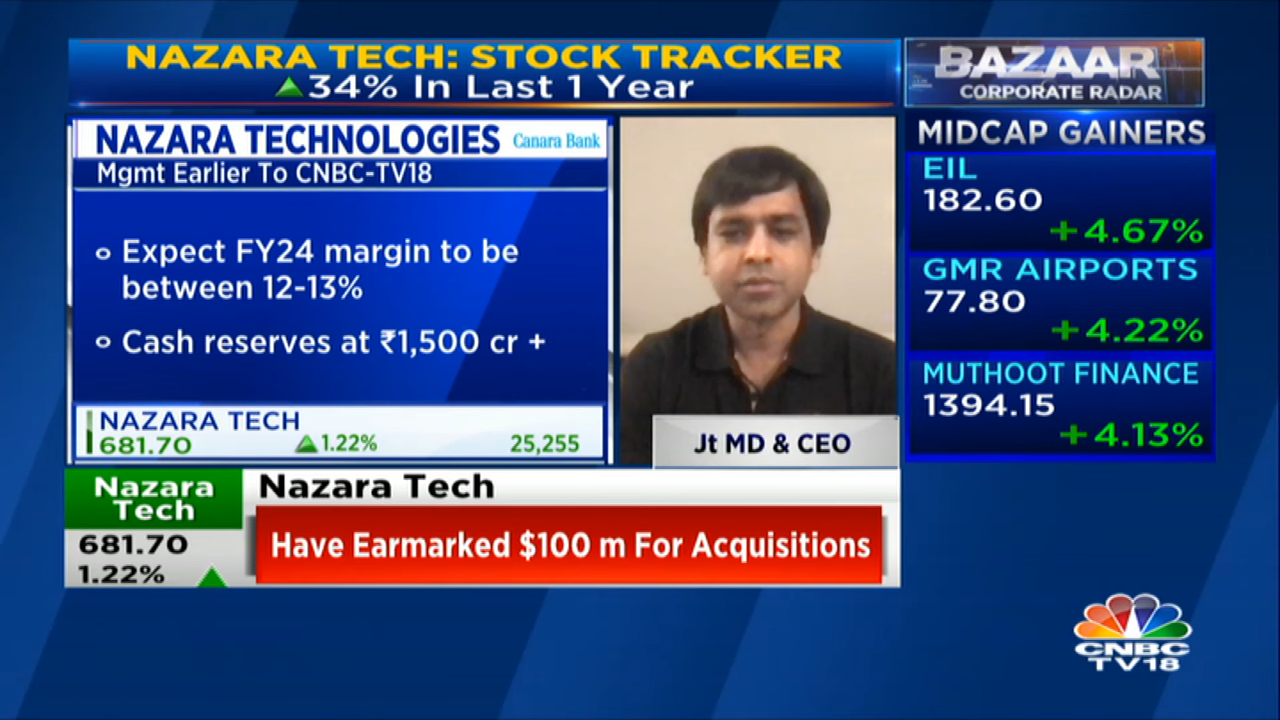 NAZARA TECH: STOCK TRACKER
▲34% In Last 1 Year
BAZAAR
CORPORATE RADAR
NAZARA TECHNOLOGIES Canara Bank
Mgmt Earlier To CNBC-TV18
Expect FY24 margin to be
between 12-13%
Cash reserves at ₹1,500 cr +
NAZARA TECH
681.70 ▲1.22% 25,255
Jt MD & CEO
MIDCAP GAINERS
EIL
182.60
+4.67%
GMR AIRPORTS
77.80
+4.22%
MUTHOOT FINANCE
1394.15
+4.13%
Nazara
Tech
681.70
1.22% ▲
Nazara Tech
Have Earmarked $100 m For Acquisitions
CNBC
TV18